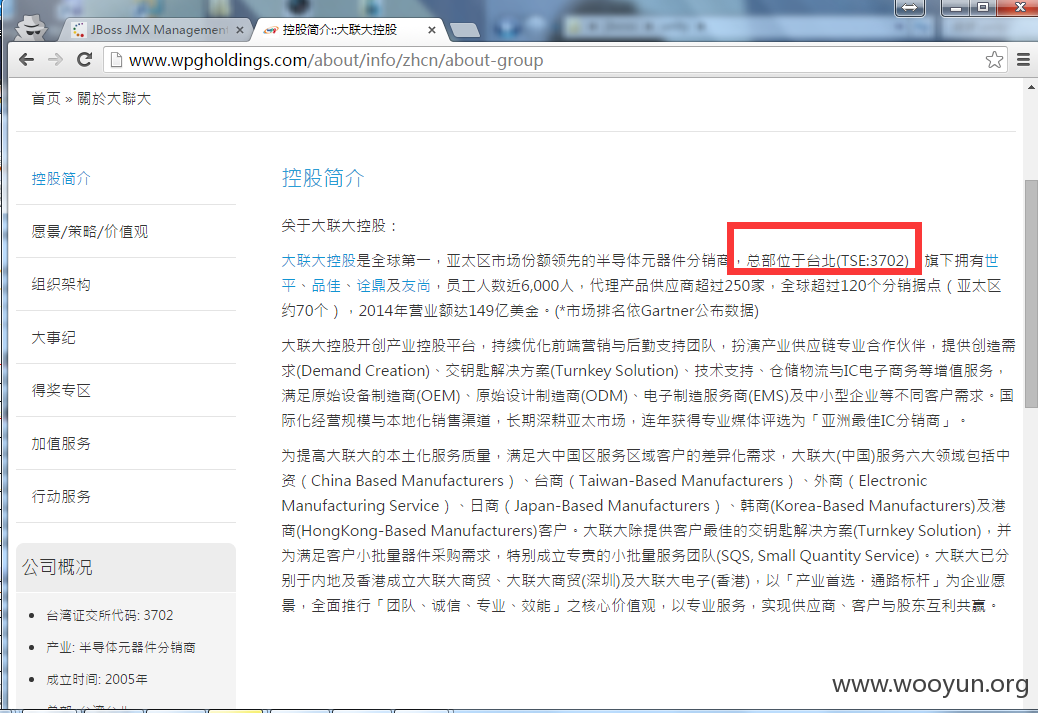 JBoss JMX Management
控股简介::大联大控股
www.wpgholdings.com/about/info/zhcn/about-group
首页 » 關於大聯大
控股简介
愿景/策略/价值观
组织架构
大事纪
得奖专区
加值服务
行动服务
公司概况
台湾证交所代码: 3702
产业: 半导体元器件分销商
成立时间: 2005年
控股简介
关于大联大控股：
大联大控股是全球第一，亚太区市场份额领先的半导体元器件分销商，总部位于台北(TSE:3702)，旗下拥有世
平、品佳、诠鼎及友尚，员工人数近6,000人，代理产品供应商超过250家，全球超过120个分销据点（亚太区
约70个），2014年营业额达149亿美金。(*市场排名依Gartner公布数据)
大联大控股开创产业控股平台，持续优化前端营销与后勤支持团队，扮演产业供应链专业合作伙伴，提供创造需
求(Demand Creation)、交钥匙解决方案(Turnkey Solution)、技术支持、仓储物流与IC电子商务等增值服务，
满足原始设备制造商(OEM)、原始设计制造商(ODM)、电子制造服务商(EMS)及中小型企业等不同客户需求。国
际化经营规模与本地化销售渠道，长期深耕亚太市场，连年获得专业媒体评选为「亚洲最佳IC分销商」。
为提高大联大的本土化服务质量，满足大中国区服务区域客户的差异化需求，大联大(中国)服务六大领域包括中
资（China Based Manufacturers）、台商（Taiwan-Based Manufacturers）、外商（Electronic
Manufacturing Service）、日商（Japan-Based Manufacturers）、韩商(Korea-Based Manufacturers)及港
商(HongKong-Based Manufacturers)客户。大联大除提供客户最佳的交钥匙解决方案(Turnkey Solution)，并
为满足客户小批量器件采购需求，特别成立专责的小批量服务团队(SQS, Small Quantity Service)。大联大已分
别于内地及香港成立大联大商贸、大联大商贸(深圳)及大联大电子(香港)，以「产业首选．通路标杆」为企业愿
景，全面推行「团队、诚信、专业、效能」之核心价值观，以专业服务，实现供应商、客户与股东互利共赢。
www.wooyun.org